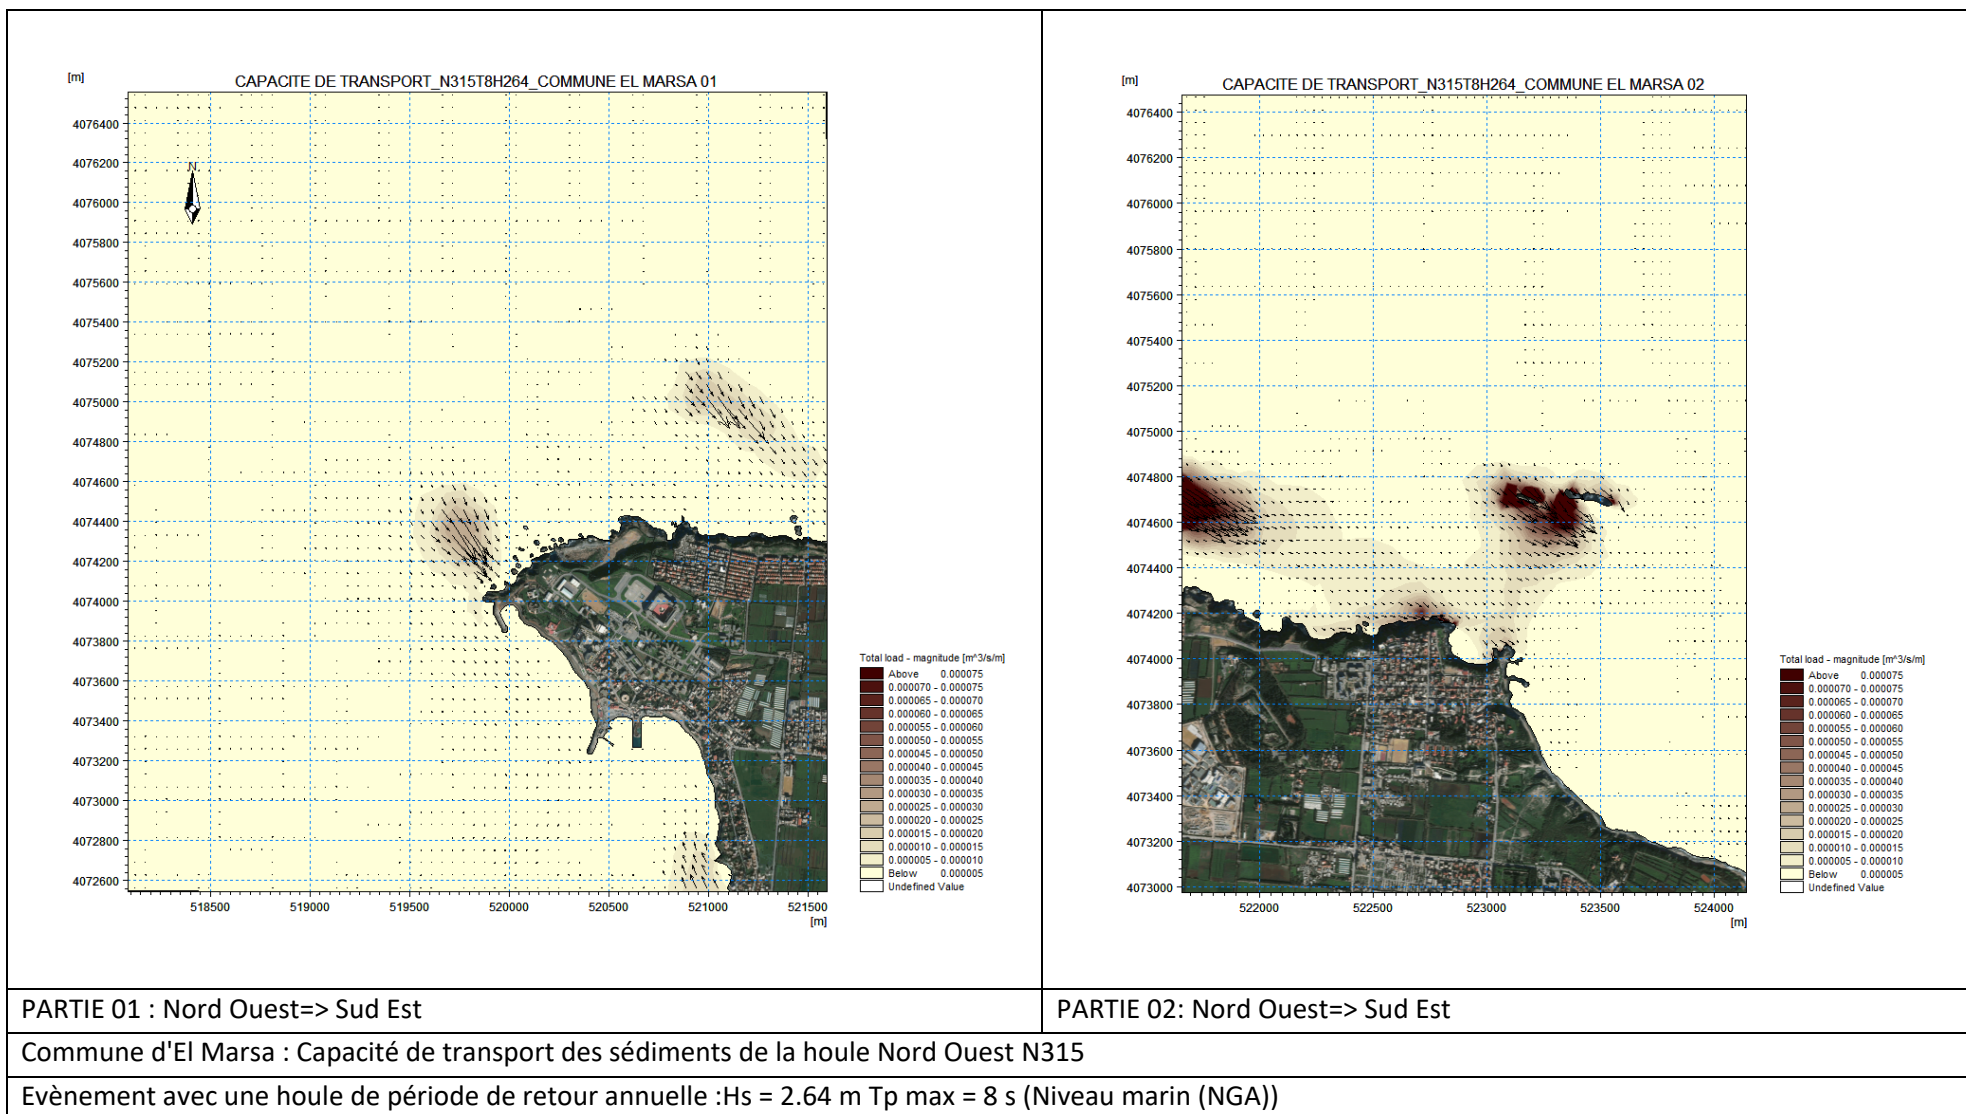 [m]
CAPACITE DE TRANSPORT_N315T8H264_COMMUNE EL MARSA 01
4076400
4076200
4076000
4075800
4075600
4075400
4075200
4075000
4074800
4074600
4074400
4074200
4074000
4073800
4073600
4073400
4073200
4073000
4072800
4072600
N
518500 519000 519500 520000 520500 521000 521500
[m]
Total load - magnitude [m^3/s/m]
Above 0.000075
0.000070 - 0.000075
0.000065 - 0.000070
0.000060 - 0.000065
0.000055 - 0.000060
0.000050 - 0.000055
0.000045 - 0.000050
0.000040 - 0.000045
0.000035 - 0.000040
0.000030 - 0.000035
0.000025 - 0.000030
0.000020 - 0.000025
0.000015 - 0.000020
0.000010 - 0.000015
0.000005 - 0.000010
Below 0.000005
Undefined Value
[m]
CAPACITE DE TRANSPORT_N315T8H264_COMMUNE EL MARSA 02
4076400
4076200
4076000
4075800
4075600
4075400
4075200
4075000
4074800
4074600
4074400
4074200
4074000
4073800
4073600
4073400
4073200
4073000
522000 522500 523000 523500 524000
[m]
Total load - magnitude [m^3/s/m]
Above 0.000075
0.000070 - 0.000075
0.000065 - 0.000070
0.000060 - 0.000065
0.000055 - 0.000060
0.000050 - 0.000055
0.000045 - 0.000050
0.000040 - 0.000045
0.000035 - 0.000040
0.000030 - 0.000035
0.000025 - 0.000030
0.000020 - 0.000025
0.000015 - 0.000020
0.000010 - 0.000015
0.000005 - 0.000010
Below 0.000005
Undefined Value
PARTIE 01 : Nord Ouest=> Sud Est
PARTIE 02: Nord Ouest=> Sud Est
Commune d'El Marsa : Capacité de transport des sédiments de la houle Nord Ouest N315
Evènement avec une houle de période de retour annuelle :Hs = 2.64 m Tp max = 8 s (Niveau marin (NGA))